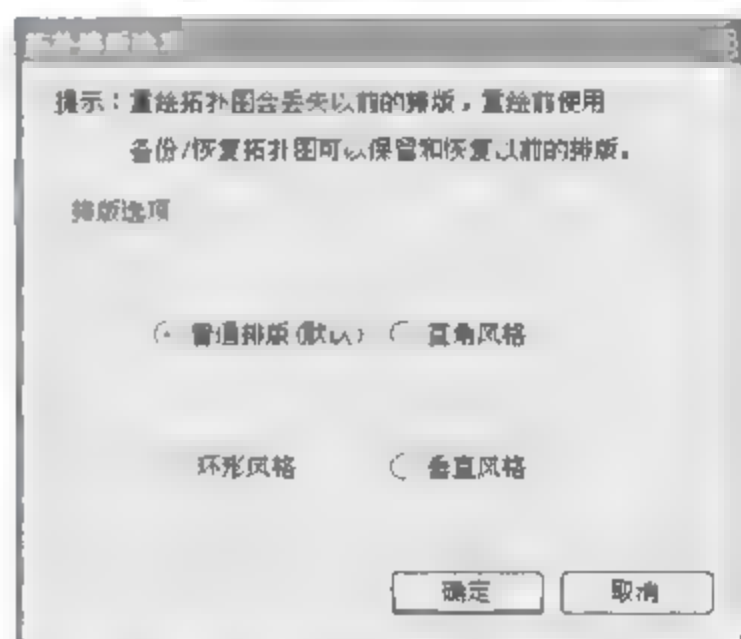 提示：重绘拓扑图会丢失以前的排版，重绘前使用
备份/恢复拓扑图可以保留和恢复以前的排版。
排版选项
普通排版(默认) 直角风格
环形风格 垂直风格
确定 取消